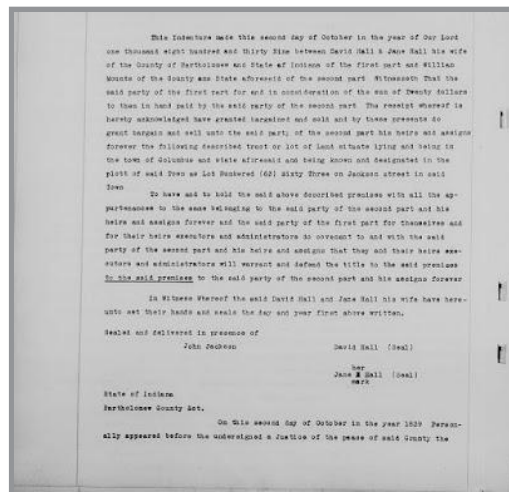 This Indenture made this second day of October in the year of Our Lord
one thousand eight hundred and thirty Nine between David Hall & Jane Hall his wife
of the County of Bartholomew and State of Indiana of the first part and William
Mounts of the County and State aforesaid of the second part Witnesseth That the
said party of the first part for and in consideration of the sum of Twenty dollars
to them in hand paid by the said party of the second part The receipt whereof is
hereby acknowledged have granted bargained and sold and by these presents do
grant bargain and sell unto the said party of the second part his heirs and assigns
forever the following described tract or lot of Land situate lying and being in
the town of Columbus and state aforesaid and being known and designated in the
plott of said Town as Lot Numbered (62) Sixty Three on Jackson street in said
Town
To have and to hold the said above described premises with all the ap-
purtenances to the same belonging to the said party of the second part and his
heirs and assigns forever and the said party of the first part for themselves and
for their heirs executors and administrators do covenant to and with the said
party of the second part and his heirs and assigns that they and their heirs exe-
cutors and administrators will warrant and defend the title to the said premises
to the said premises to the said party of the second part and his assigns forever
In Witness Whereof the said David Hall and Jane Hall his wife have here-
unto set their hands and seals the day and year first above written.
Sealed and delivered in presence of
John Jackson David Hall (Seal)
her
Jane X Hall (Seal)
mark
State of Indiana
Bartholomew County Sct.
On this second day of October in the year 1839 Person-
ally appeared before the undersigned a Justice of the peace of said County the